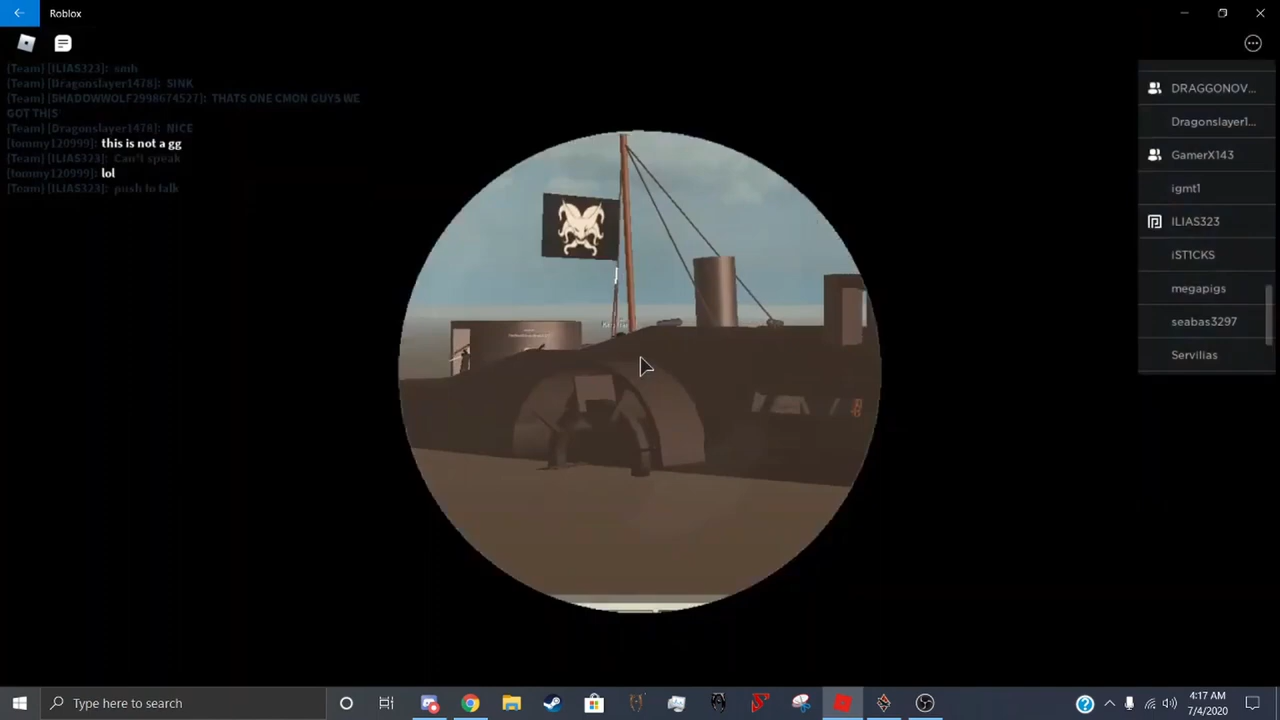 Roblox
[Team] [ILIAS323]: smh
[Team] [Dragonslayer1478]: SINK
[Team] [SHADOWWOLF2998674527]: THATS ONE CMON GUYS WE
GOT THIS
[Team] [Dragonslayer1478]: NICE
[tommy120999]: this is not a gg
[Team] [ILIAS323]: Can't speak
[tommy120999]: lol
[Team] [ILIAS323]: push to talk
DRAGGONOV...
Dragonslayer1...
GamerX143
igmt1
ILIAS323
iST1CKS
megapigs
seabas3297
Servilias
Type here to search
4:17 AM
7/4/2020